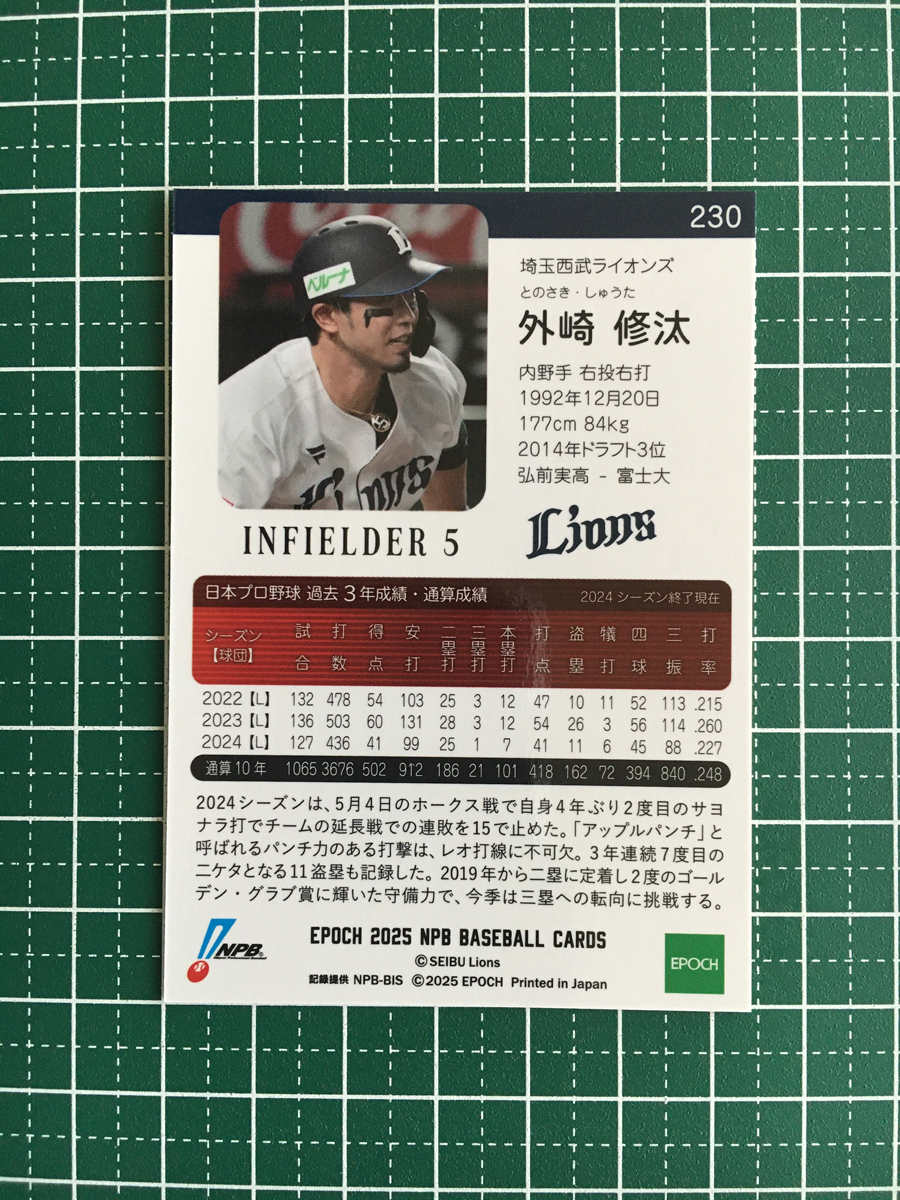 230
ベルーナ
L
Lions
埼玉西武ライオンズ
とのさき・しゅうた
外崎 修汰
内野手 右投右打
1992年12月20日
177cm 84kg
2014年ドラフト3位
弘前実高 - 富士大
INFIELDER 5
Lions
日本プロ野球 過去3年成績・通算成績 2024 シーズン終了現在
シーズン【球団】 試合 打数 得点 安打 二塁打 三塁打 本塁打 打点 盗塁 犠打 四球 三振 打率
2022【L】 132 478 54 103 25 3 12 47 10 11 52 113 .215
2023【L】 136 503 60 131 28 3 12 54 26 3 56 114 .260
2024【L】 127 436 41 99 25 1 7 41 11 6 45 88 .227
通算10年 1065 3676 502 912 186 21 101 418 162 72 394 840 .248
2024シーズンは、5月4日のホークス戦で自身4年ぶり2度目のサヨ
ナラ打でチームの延長戦での連敗を15で止めた。「アップルパンチ」と
呼ばれるパンチ力のある打撃は、レオ打線に不可欠。3年連続7度目の
二ケタとなる11盗塁も記録した。2019年から二塁に定着し2度のゴール
デン・グラブ賞に輝いた守備力で、今季は三塁への転向に挑戦する。
NPB
EPOCH 2025 NPB BASEBALL CARDS
©SEIBU Lions
記録提供 NPB-BIS ©2025 EPOCH Printed in Japan
EPOCH